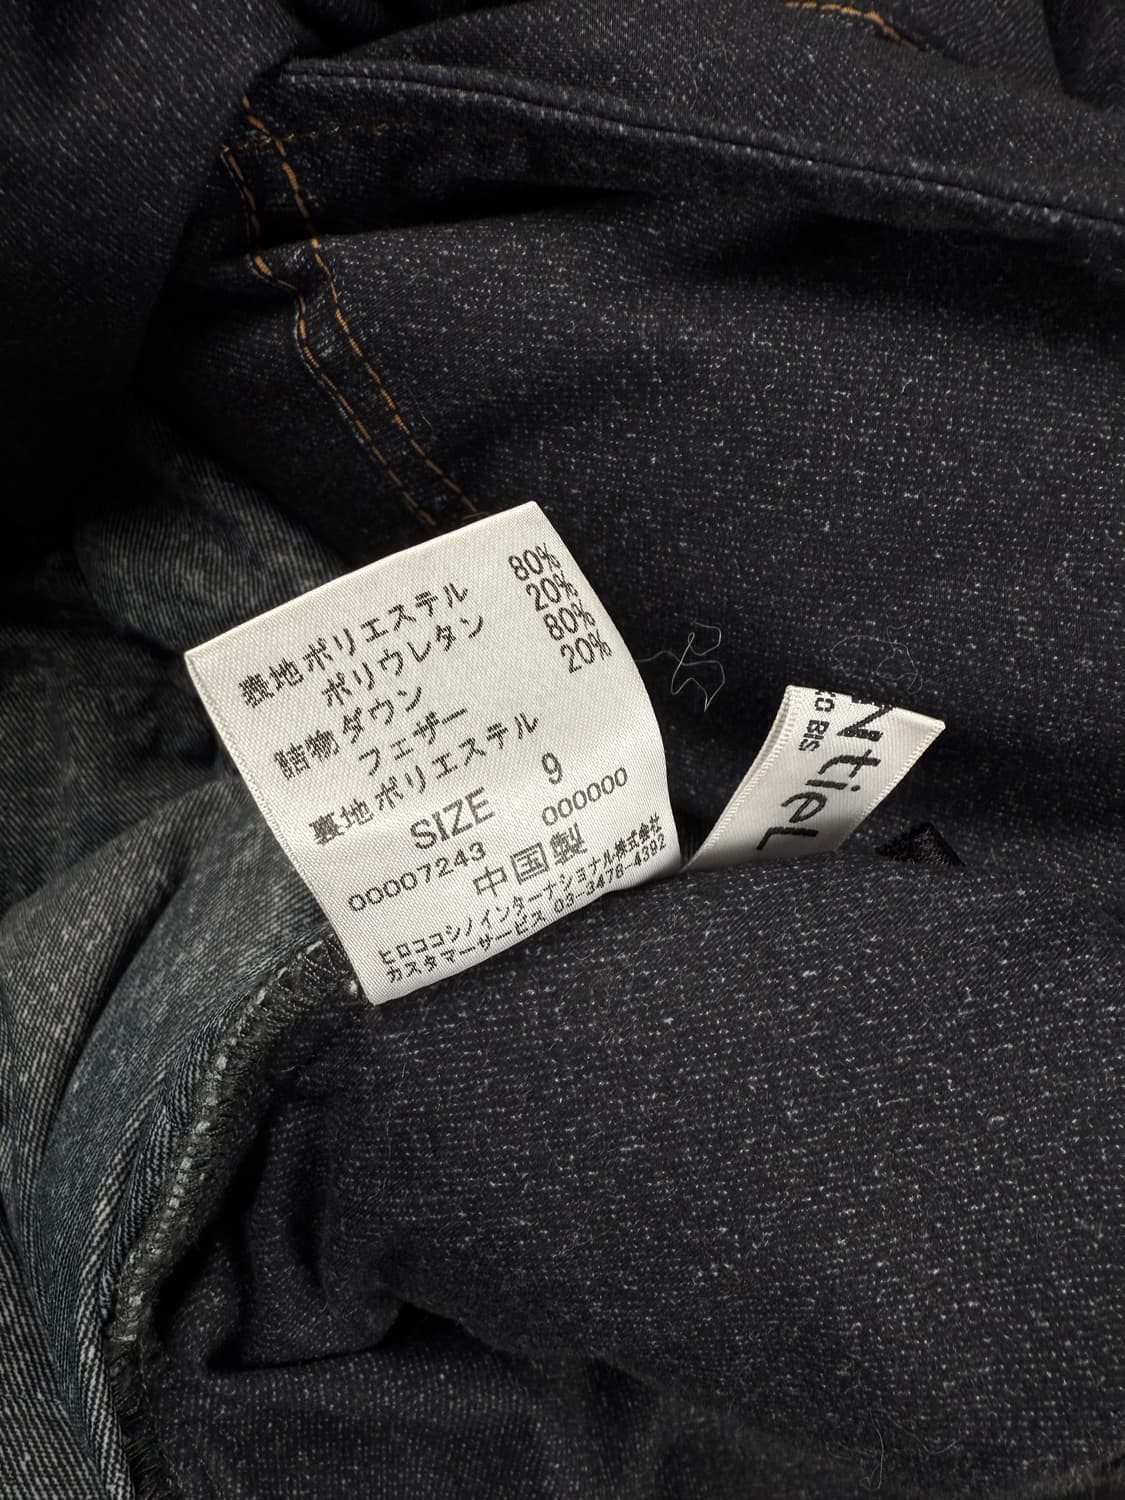 表地 ポリエステル 80%
ポリウレタン 20%
詰物 ダウン 80%
フェザー 20%
裏地 ポリエステル
SIZE 9
00007243 000000
中国製
ヒロココシノインターナショナル株式会社
カスタマーサービス 03-3478-4392
NtieL
O BIS